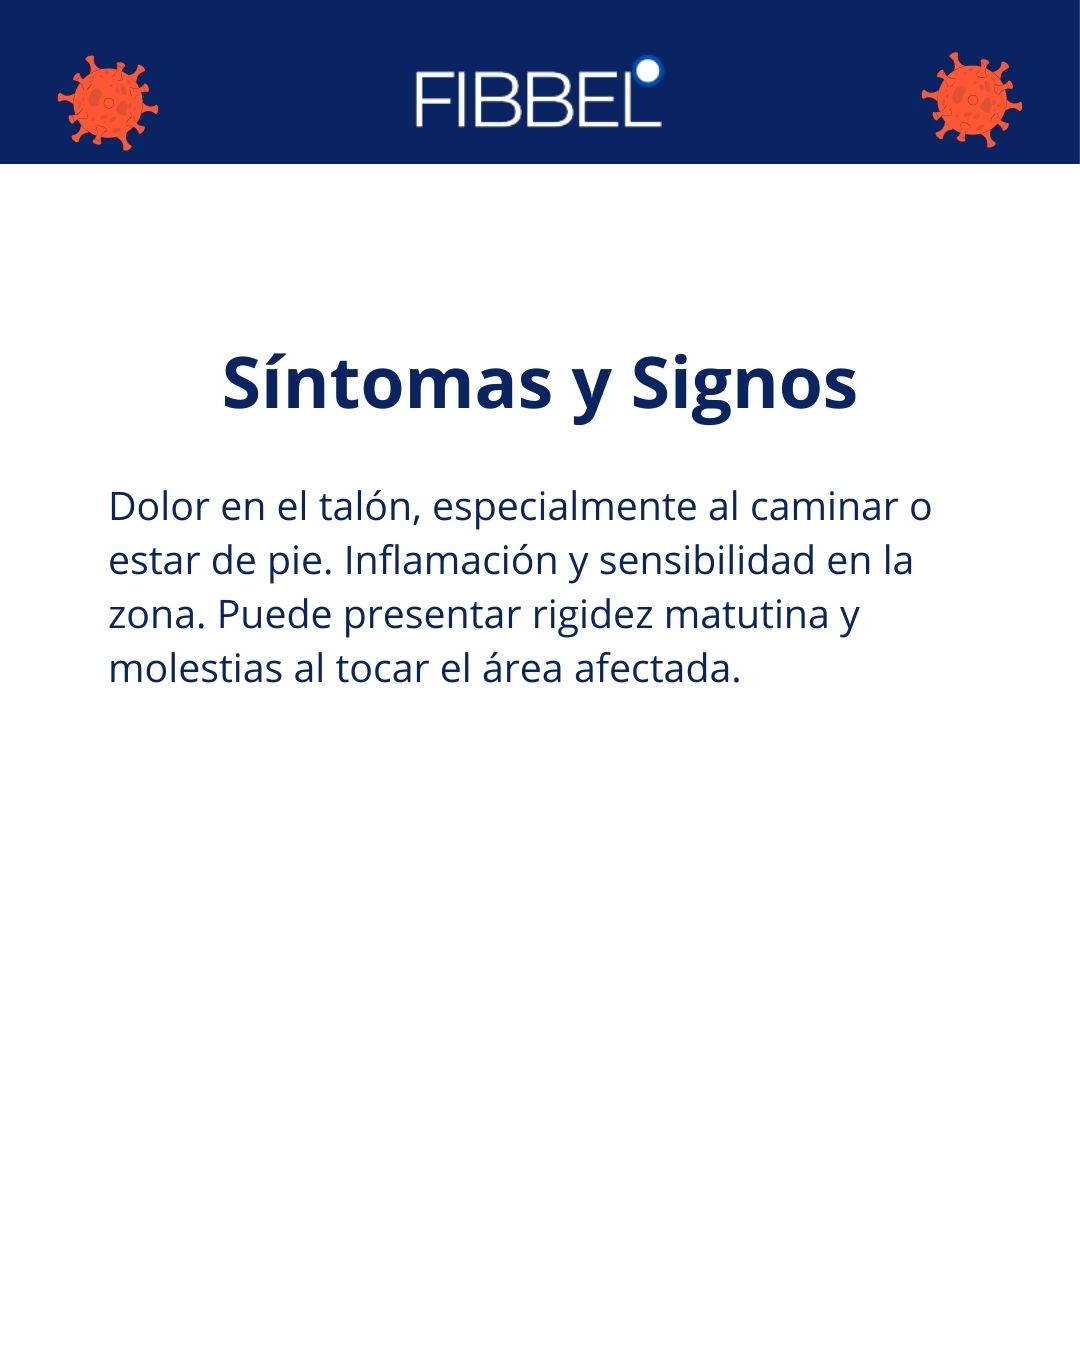 FIBBEL
Síntomas y Signos
Dolor en el talón, especialmente al caminar o
estar de pie. Inflamación y sensibilidad en la
zona. Puede presentar rigidez matutina y
molestias al tocar el área afectada.